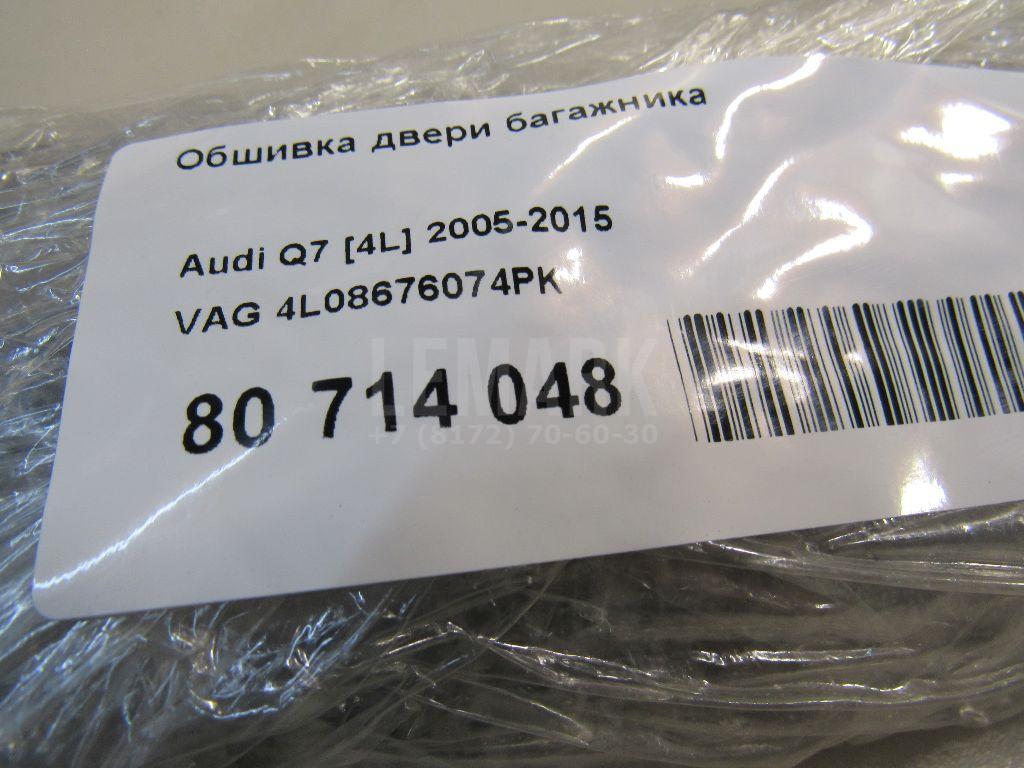 Обшивка двери багажника
Audi Q7 [4L] 2005-2015
VAG 4L08676074PK
80 714 048
LEMARK
+7 (8172) 70-60-30